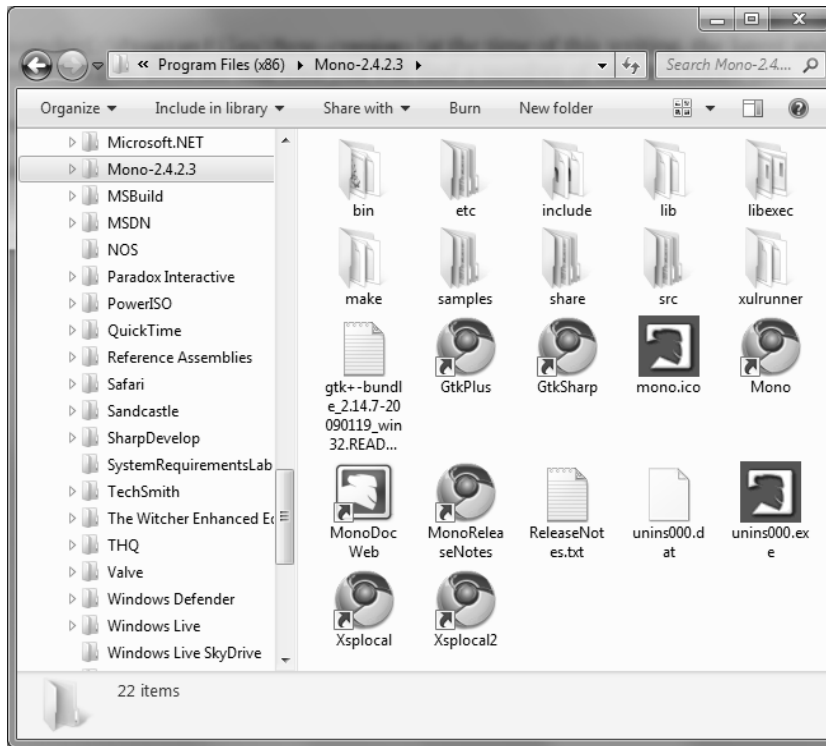 « Program Files (x86) ▸ Mono-2.4.2.3 ▸
Search Mono-2.4....
Organize ▼ Include in library ▼ Share with ▼ Burn New folder
Microsoft.NET
Mono-2.4.2.3
MSBuild
MSDN
NOS
Paradox Interactive
PowerISO
QuickTime
Reference Assemblies
Safari
Sandcastle
SharpDevelop
SystemRequirementsLab
TechSmith
The Witcher Enhanced Ec
THQ
Valve
Windows Defender
Windows Live
Windows Live SkyDrive
bin etc include lib libexec
make samples share src xulrunner
gtk+-bundl
e_2.14.7-20
090119_win
32.READ...
GtkPlus GtkSharp mono.ico Mono
MonoDoc
Web
MonoRelea
seNotes
ReleaseNot
es.txt
unins000.d
at
unins000.ex
e
Xsplocal Xsplocal2
22 items